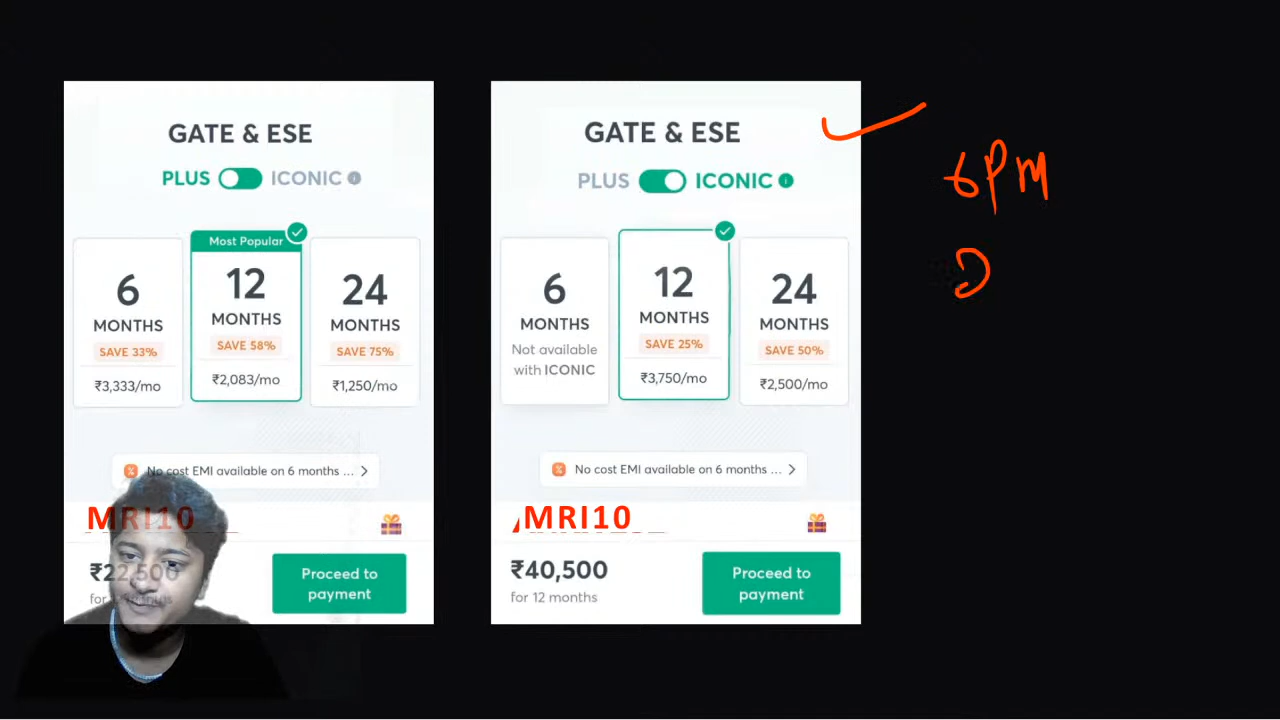 GATE & ESE
PLUS ICONIC
Most Popular
6
MONTHS
SAVE 33%
₹3,333/mo
12
MONTHS
SAVE 58%
₹2,083/mo
24
MONTHS
SAVE 75%
₹1,250/mo
No cost EMI available on 6 months ...
MRI10
₹22,500
Proceed to
payment
GATE & ESE
PLUS ICONIC
6
MONTHS
Not available
with ICONIC
12
MONTHS
SAVE 25%
₹3,750/mo
24
MONTHS
SAVE 50%
₹2,500/mo
No cost EMI available on 6 months ...
MRI10
₹40,500
for 12 months
Proceed to
payment
6PM